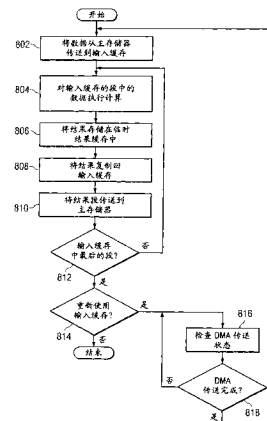 开始
802
将数据从主存储器
传送到输入缓存
804
对输入缓存的段中的
数据执行计算
806
将结果存储在临时
结果缓存中
808
将结果复制回
输入缓存
810
将结果段传送到
主存储器
输入缓存
中最后的段?
否
812
是
重新使用
输入缓存?
是
814
否
结束
816
检查 DMA 传送
状态
DMA
传送完成?
否
818
是